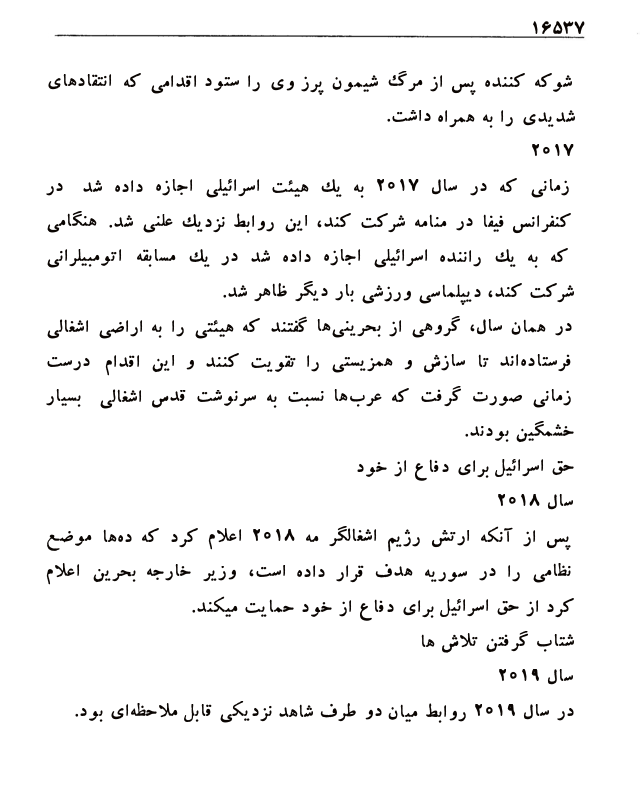 ۱۶۵۳۷
شوکه کننده پس از مرگ شیمون پرز وی را ستود اقدامی که انتقادهای
شدیدی را به همراه داشت.
۲۰۱۷
زمانی که در سال ۲۰۱۷ به یك هیئت اسرائیلی اجازه داده شد در
کنفرانس فیفا در منامه شرکت کند، این روابط نزدیك علنی شد. هنگامی
که به یك راننده اسرائیلی اجازه داده شد در یك مسابقه اتومبیلرانی
شرکت کند، دیپلماسی ورزشی بار دیگر ظاهر شد.
در همان سال، گروهی از بحرینی‌ها گفتند که هیئتی را به اراضی اشغالی
فرستاده‌اند تا سازش و همزیستی را تقویت کنند و این اقدام درست
زمانی صورت گرفت که عرب‌ها نسبت به سرنوشت قدس اشغالی بسیار
خشمگین بودند.
حق اسرائیل برای دفاع از خود
سال ۲۰۱۸
پس از آنکه ارتش رژیم اشغالگر مه ۲۰۱۸ اعلام کرد که ده‌ها موضع
نظامی را در سوریه هدف قرار داده است، وزیر خارجه بحرین اعلام
کرد از حق اسرائیل برای دفاع از خود حمایت میکند.
شتاب گرفتن تلاش ها
سال ۲۰۱۹
در سال ۲۰۱۹ روابط میان دو طرف شاهد نزدیکی قابل ملاحظه‌ای بود.